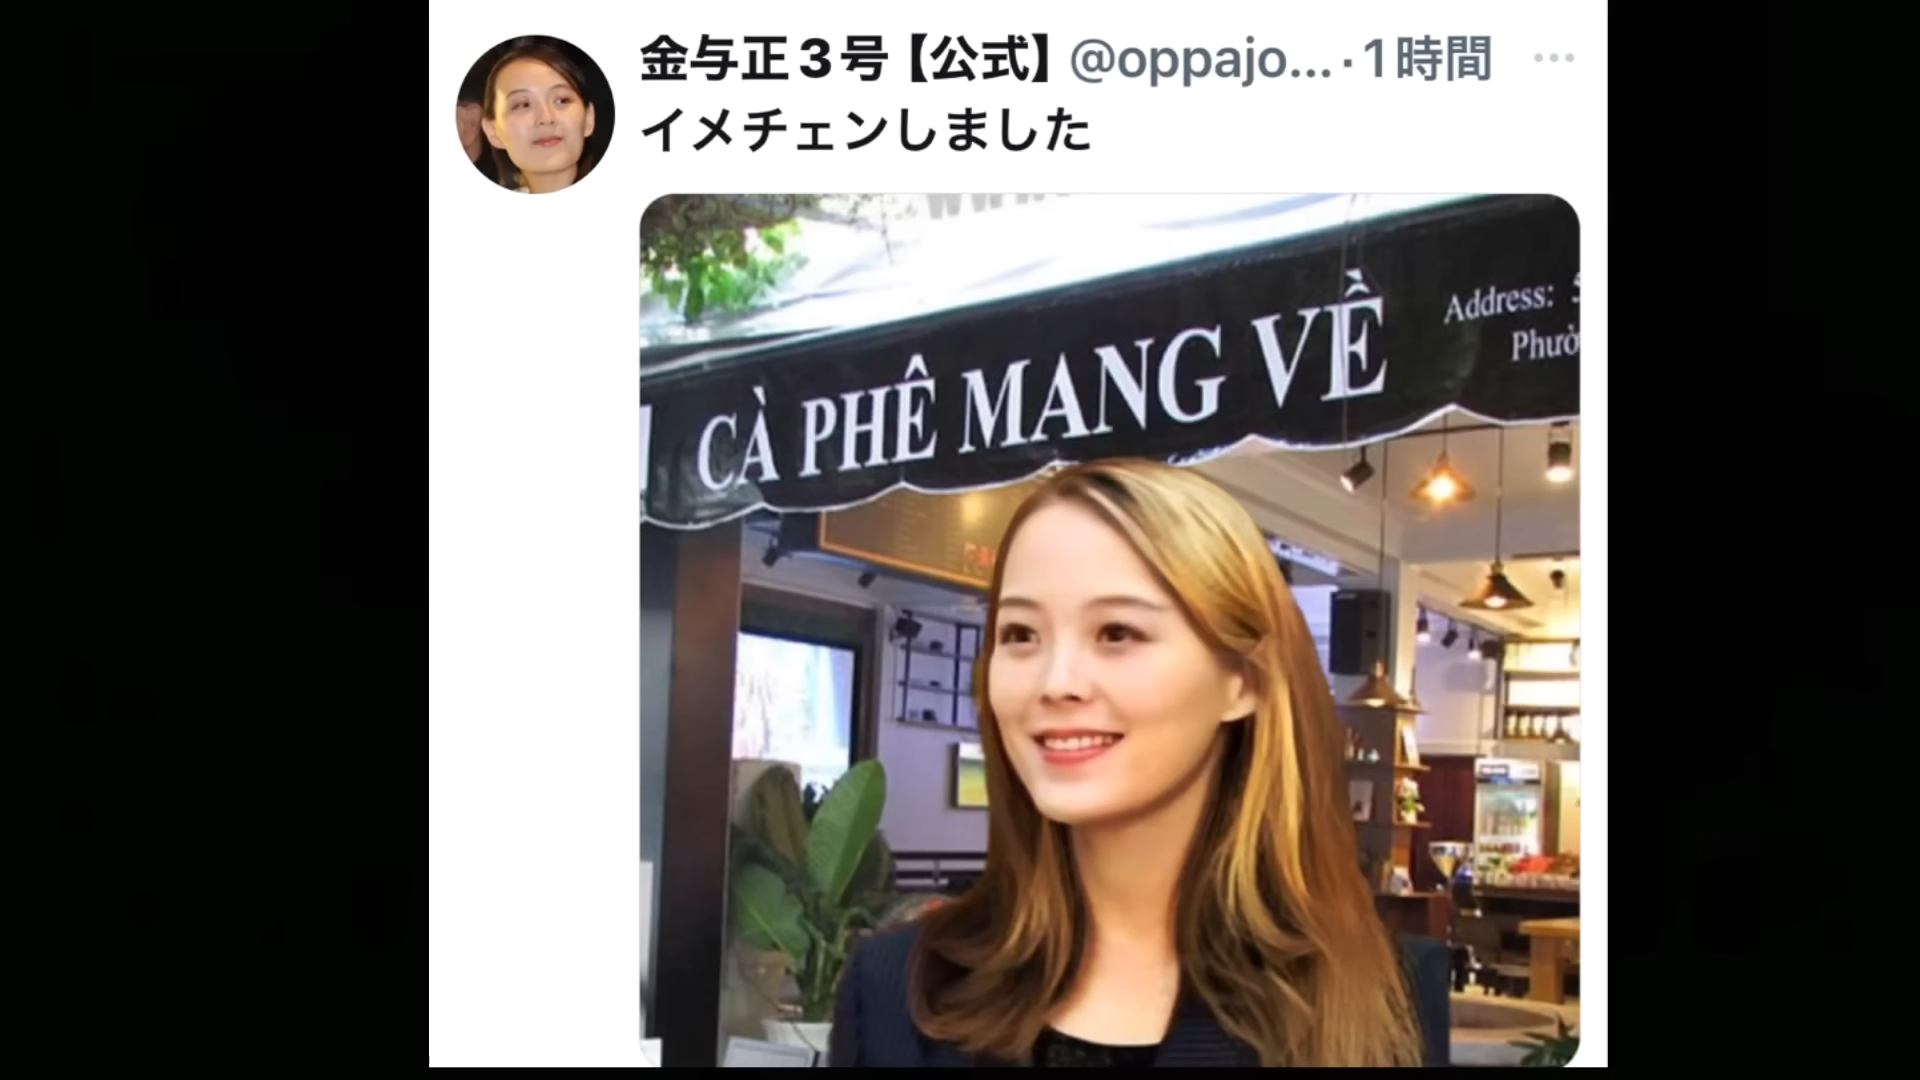 金与正3号【公式】@oppajo...・1時間
イメチェンしました
CÀ PHÊ MANG VỀ
Address:
Phườ